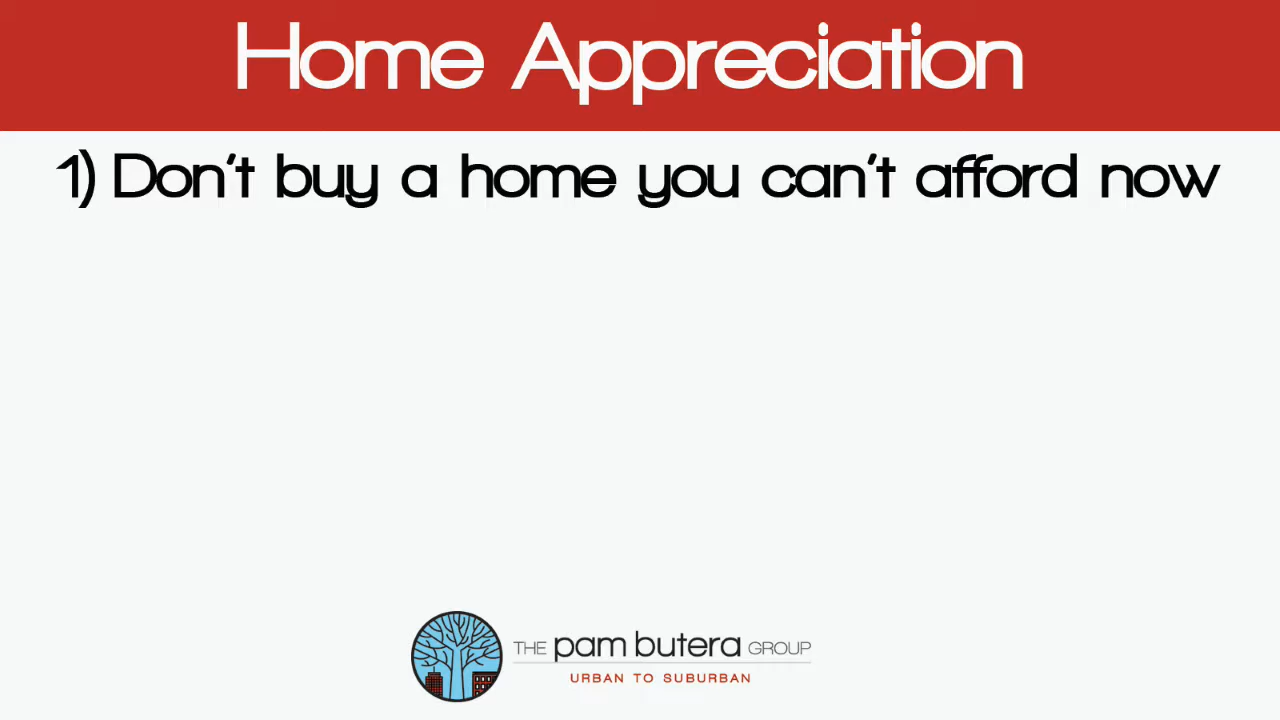 Home Appreciation
1) Don't buy a home you can't afford now
THE pam butera GROUP
URBAN TO SUBURBAN